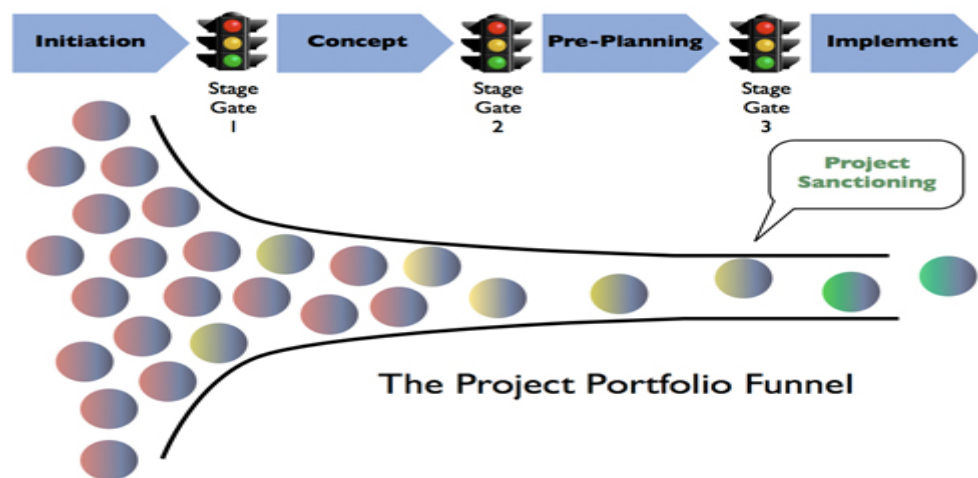 Initiation
Concept
Pre-Planning
Implement
Stage
Gate
1
Stage
Gate
2
Stage
Gate
3
Project
Sanctioning
The Project Portfolio Funnel